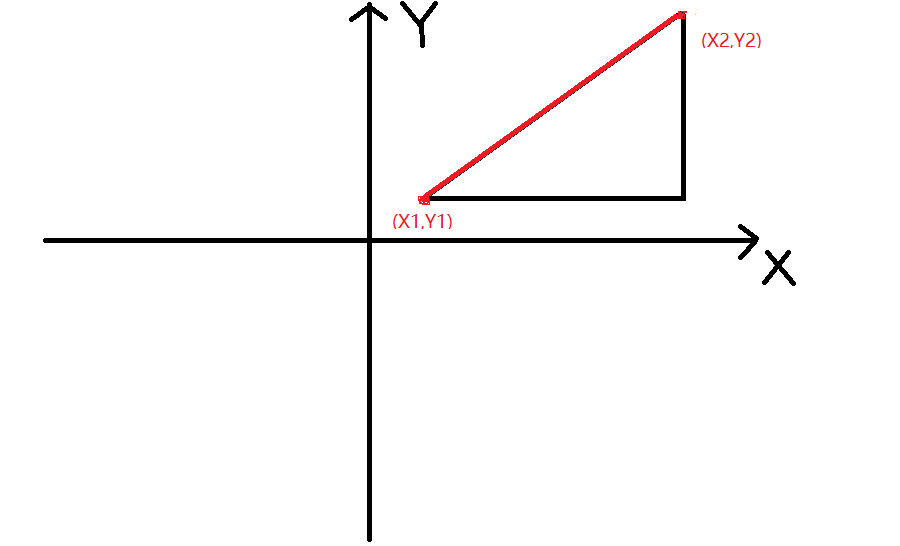 Y
(X2,Y2)
(X1,Y1)
X